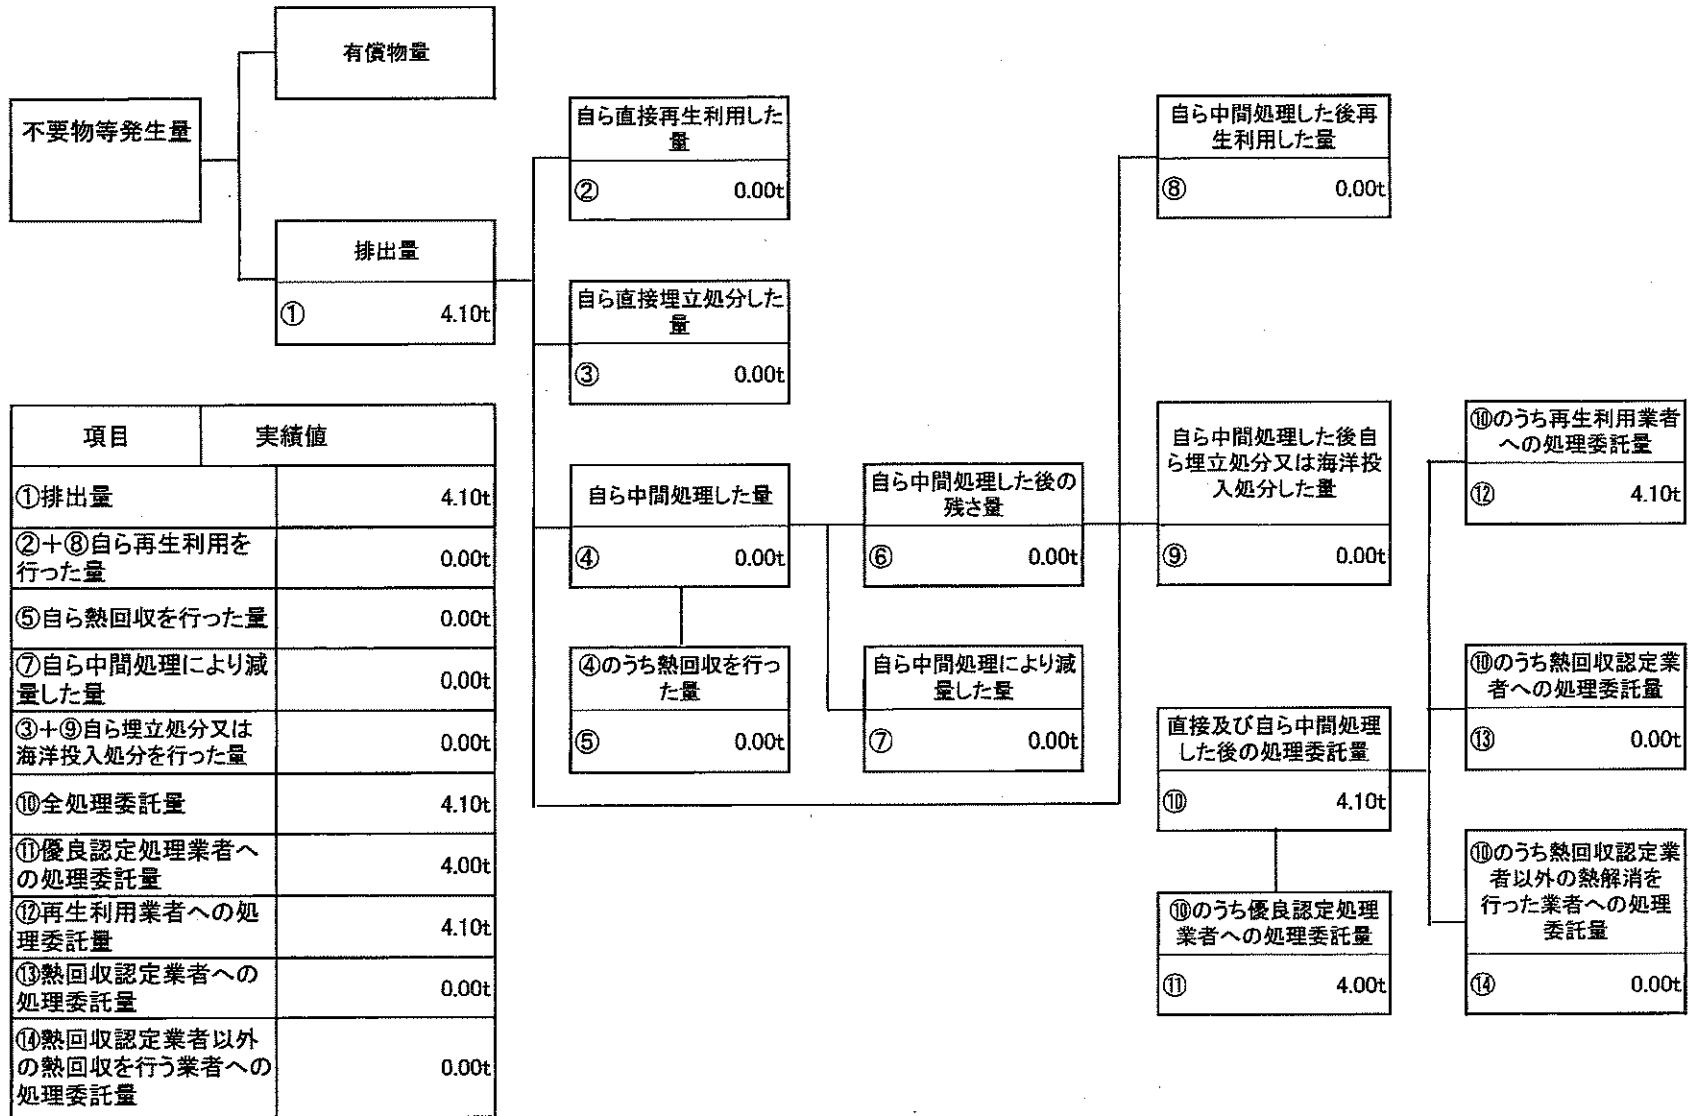 有償物量
不要物等発生量
排出量
①
4.10t
自ら直接再生利用した
量
②
0.00t
自ら直接埋立処分した
量
③
0.00t
自ら中間処理した量
④
0.00t
④のうち熱回収を行っ
た量
⑤
0.00t
自ら中間処理した後の
残さ量
⑥
0.00t
自ら中間処理により減
量した量
⑦
0.00t
自ら中間処理した後再
生利用した量
⑧
0.00t
自ら中間処理した後自
ら埋立処分又は海洋投
入処分した量
⑨
0.00t
直接及び自ら中間処理
した後の処理委託量
⑩
4.10t
⑩のうち優良認定処理
業者への処理委託量
⑪
4.00t
⑩のうち再生利用業者
への処理委託量
⑫
4.10t
⑩のうち熱回収認定業
者への処理委託量
⑬
0.00t
⑩のうち熱回収認定業
者以外の熱解消を
行った業者への処理
委託量
⑭
0.00t
項目
実績値
①排出量
4.10t
②+⑧自ら再生利用を
行った量
0.00t
⑤自ら熱回収を行った量
0.00t
⑦自ら中間処理により減
量した量
0.00t
③+⑨自ら埋立処分又は
海洋投入処分を行った量
0.00t
⑩全処理委託量
4.10t
⑪優良認定処理業者へ
の処理委託量
4.00t
⑫再生利用業者への処
理委託量
4.10t
⑬熱回収認定業者への
処理委託量
0.00t
⑭熱回収認定業者以外
の熱回収を行う業者への
処理委託量
0.00t